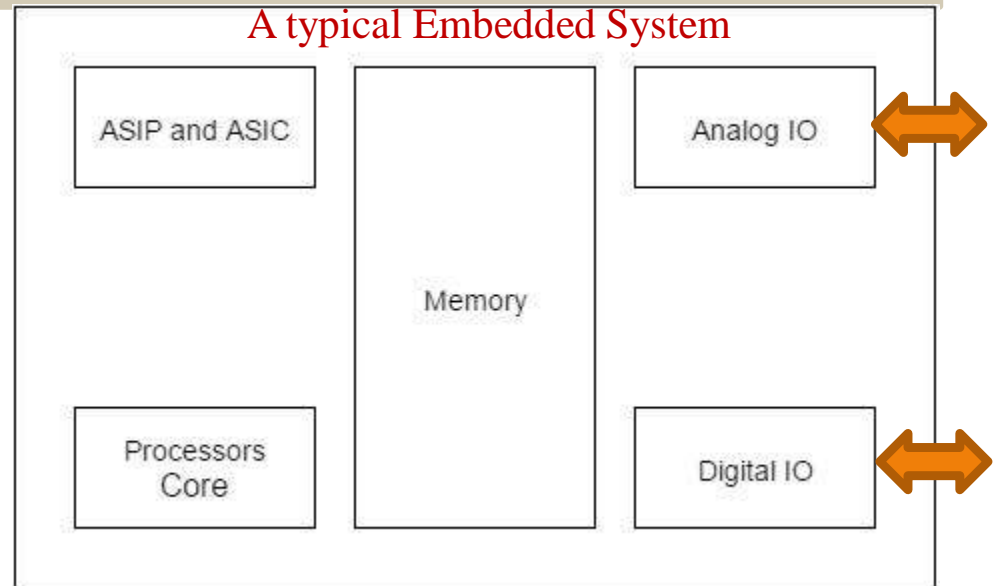 A typical Embedded System
ASIP and ASIC
Analog IO
Memory
Processors
Core
Digital IO